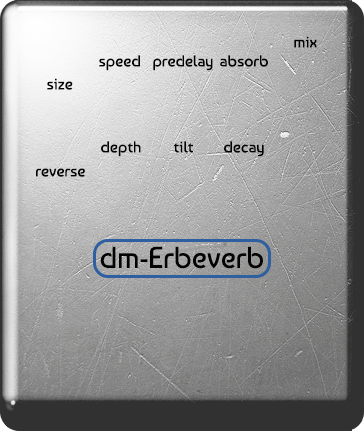 mix
speed predelay absorb
size
depth tilt decay
reverse
dm-Erbeverb